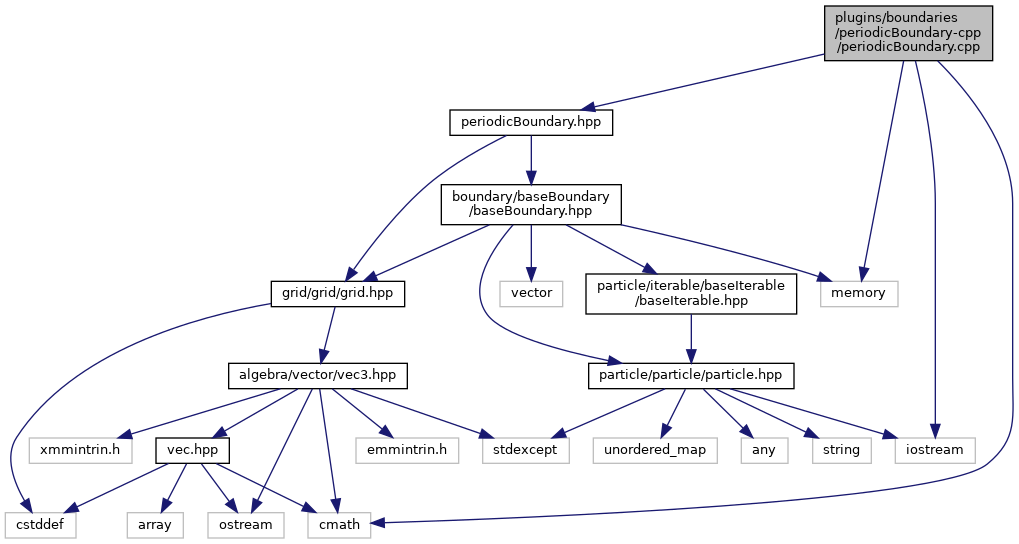 plugins/boundaries
/periodicBoundary-cpp
/periodicBoundary.cpp
periodicBoundary.hpp
boundary/baseBoundary
/baseBoundary.hpp
grid/grid/grid.hpp
vector
particle/iterable/baseIterable
/baseIterable.hpp
memory
algebra/vector/vec3.hpp
particle/particle/particle.hpp
xmmintrin.h
vec.hpp
emmintrin.h
stdexcept
unordered_map
any
string
iostream
cstddef
array
ostream
cmath